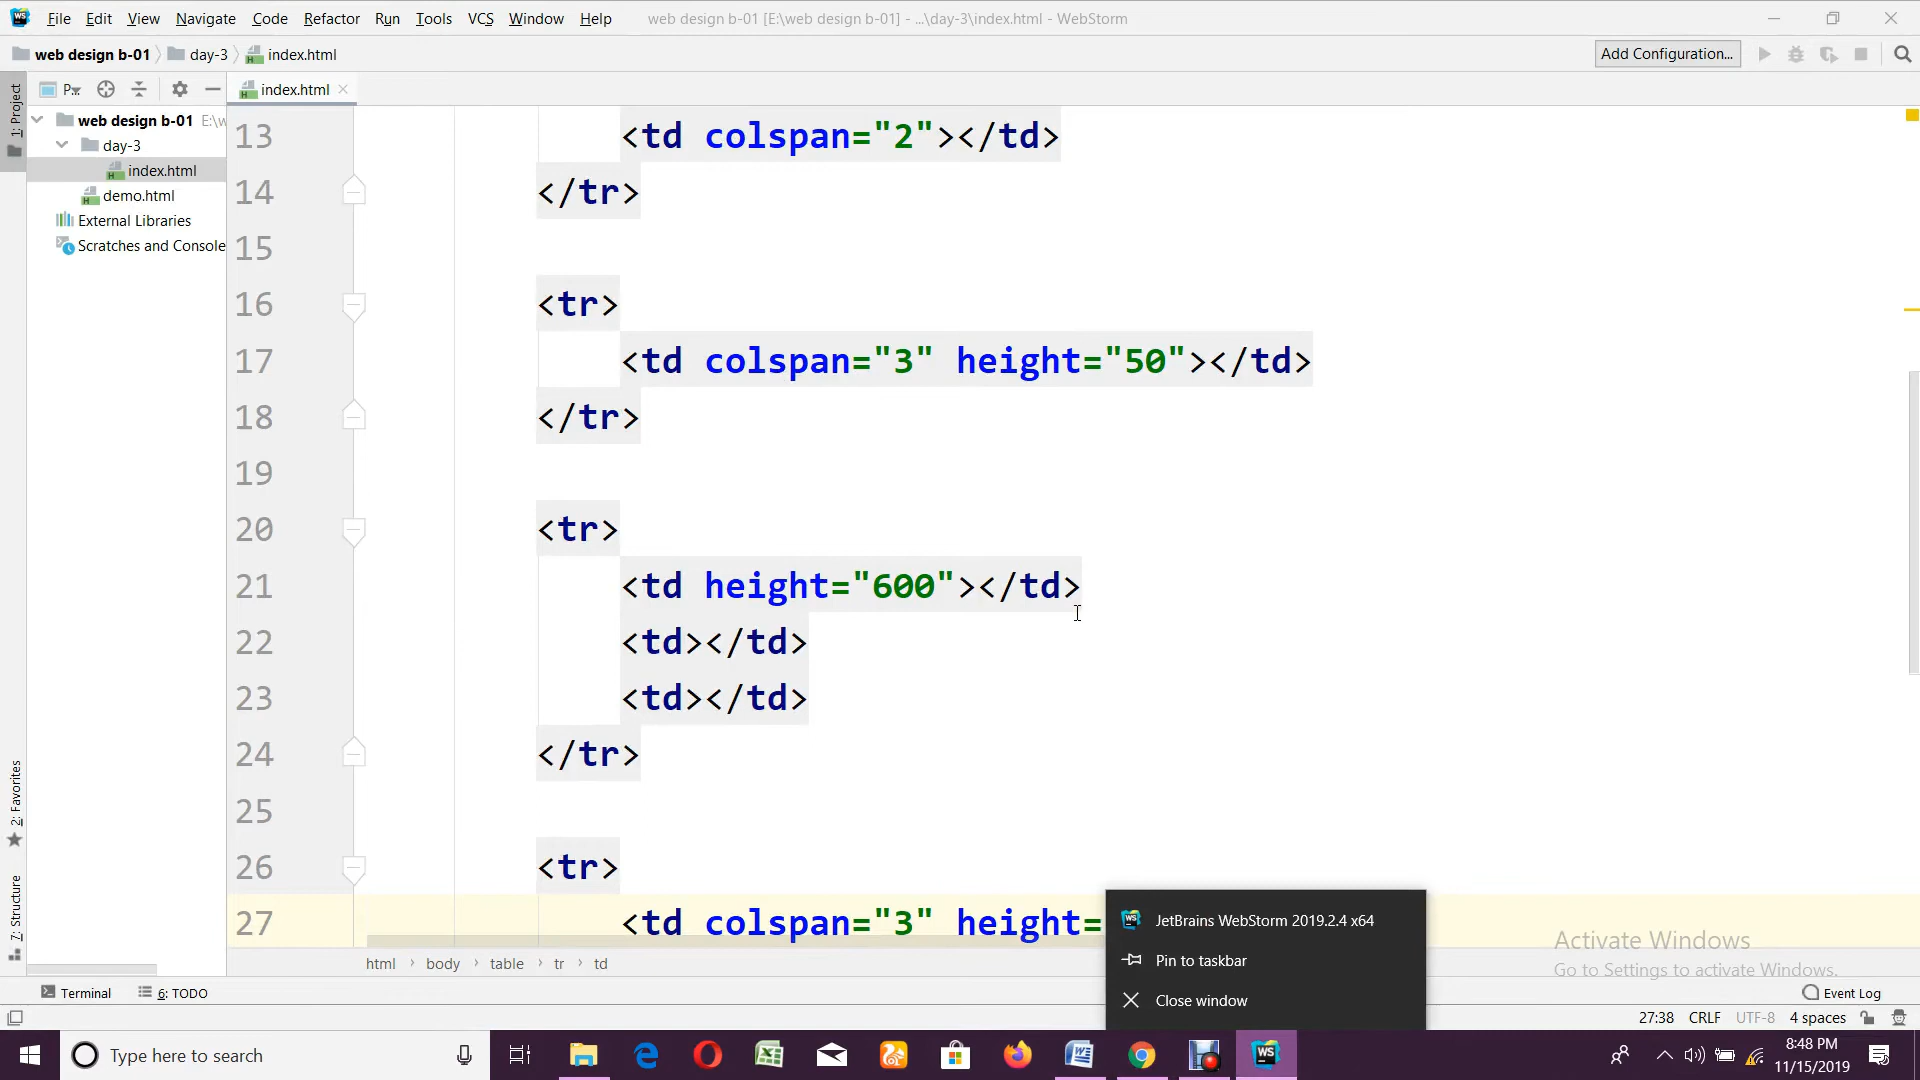 File Edit View Navigate Code Refactor Run Tools VCS Window Help web design b-01 [E:\web design b-01] - ...\day-3\index.html - WebStorm
web design b-01 day-3 index.html Add Configuration...
1: Project
P...
index.html
web design b-01 E:\w
day-3
index.html
demo.html
External Libraries
Scratches and Console
13 <td colspan="2"></td>
14 </tr>
15
16 <tr>
17 <td colspan="3" height="50"></td>
18 </tr>
19
20 <tr>
21 <td height="600"></td>
22 <td></td>
23 <td></td>
24 </tr>
25
26 <tr>
27 <td colspan="3" height=
2: Favorites
7: Structure
JetBrains WebStorm 2019.2.4 x64
Pin to taskbar
Close window
Activate Windows
Go to Settings to activate Windows.
html body table tr td
Terminal 6: TODO Event Log
27:38 CRLF UTF-8 4 spaces
Type here to search
8:48 PM
11/15/2019